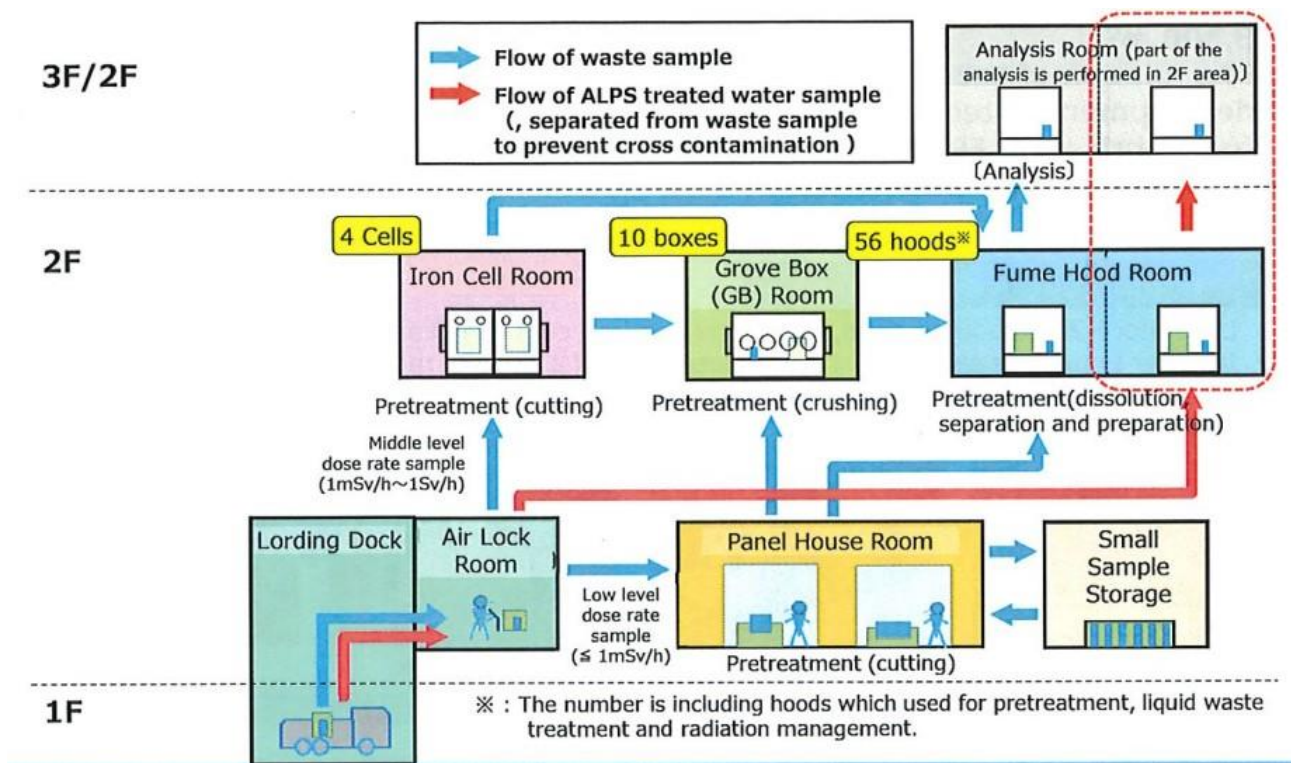 3F/2F
Flow of waste sample
Flow of ALPS treated water sample
(, separated from waste sample
to prevent cross contamination )
Analysis Room (part of the
analysis is performed in 2F area)〕
〔Analysis〕
2F
4 Cells
Iron Cell Room
Pretreatment (cutting)
10 boxes
Grove Box
(GB) Room
Pretreatment (crushing)
56 hoods※
Fume Hood Room
Pretreatment(dissolution,
separation and preparation)
Middle level
dose rate sample
(1mSv/h～1Sv/h)
Lording Dock
Air Lock
Room
)
Low level
dose rate
sample
(≦ 1mSv/h)
Panel House Room
Pretreatment (cutting)
Small
Sample
Storage
1F
※ : The number is including hoods which used for pretreatment, liquid waste
treatment and radiation management.